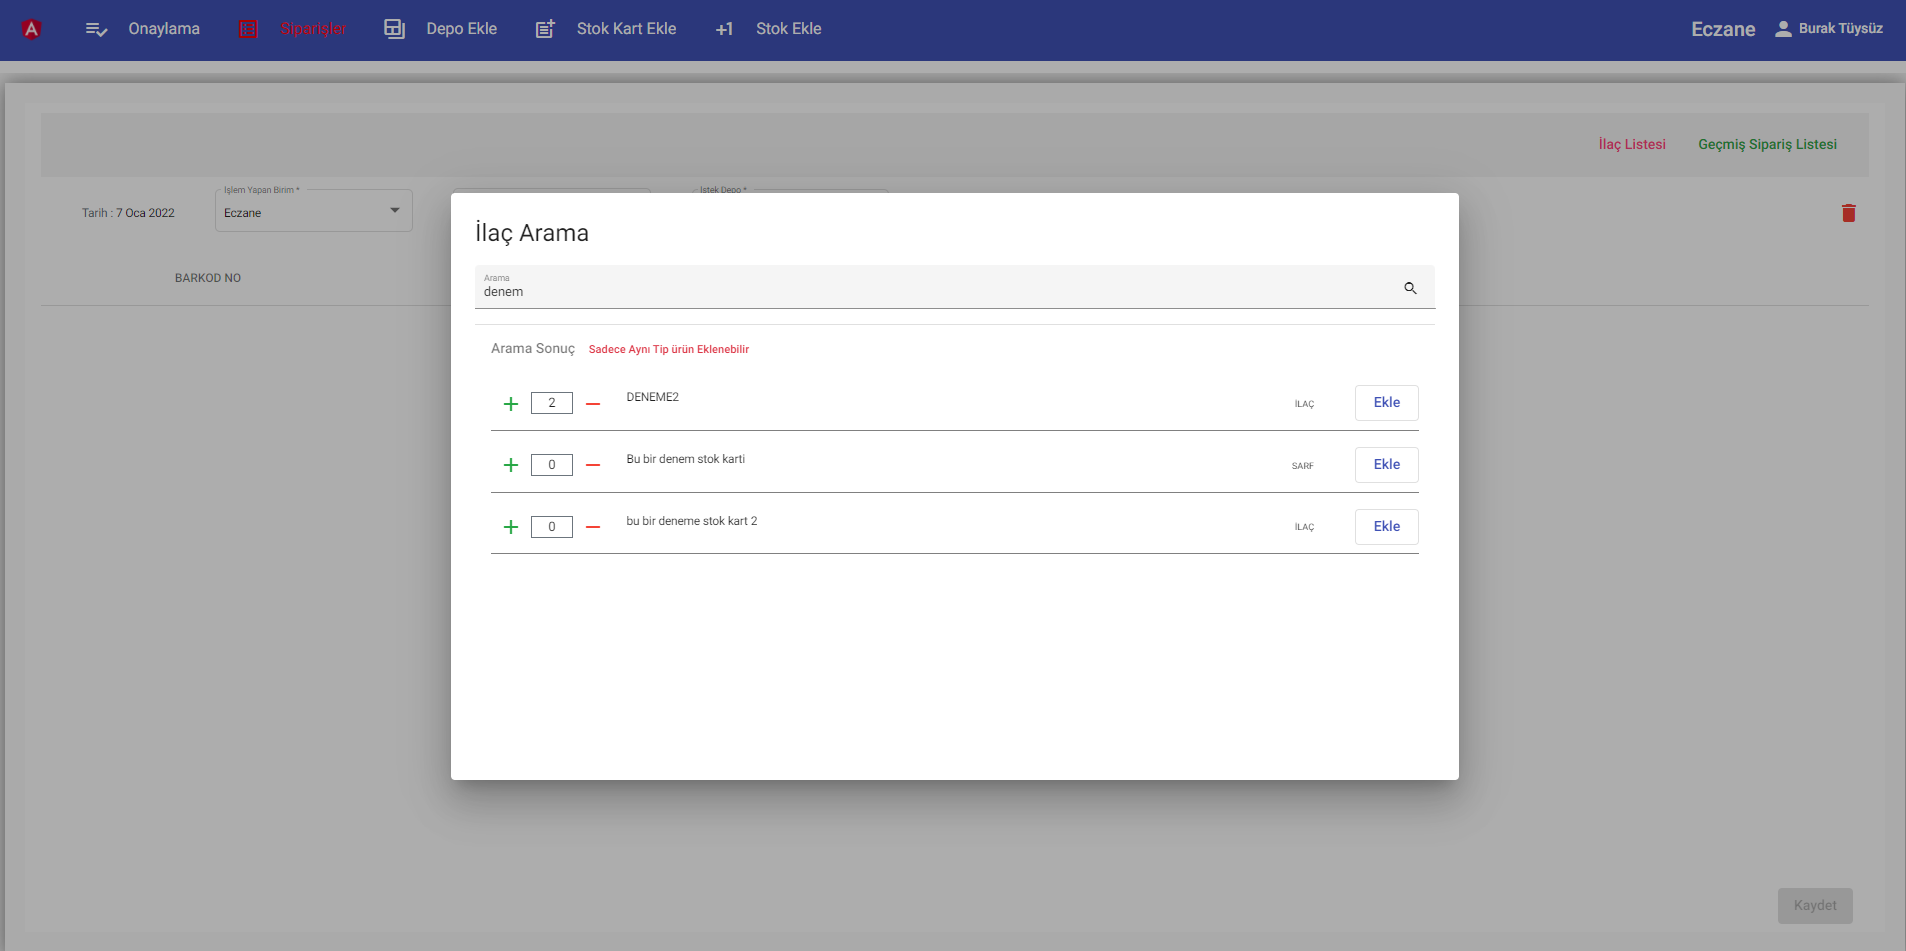 Onaylama
Siparişler
Depo Ekle
Stok Kart Ekle
+1 Stok Ekle
Eczane
Burak Tüysüz
İlaç Listesi
Geçmiş Sipariş Listesi
Tarih : 7 Oca 2022
İşlem Yapan Birim *
Eczane
İstek Depo *
BARKOD NO
İlaç Arama
Arama
denem
Arama Sonuç Sadece Aynı Tip ürün Eklenebilir
+ 2 − DENEME2 İLAÇ Ekle
+ 0 − Bu bir denem stok karti SARF Ekle
+ 0 − bu bir deneme stok kart 2 İLAÇ Ekle
Kaydet